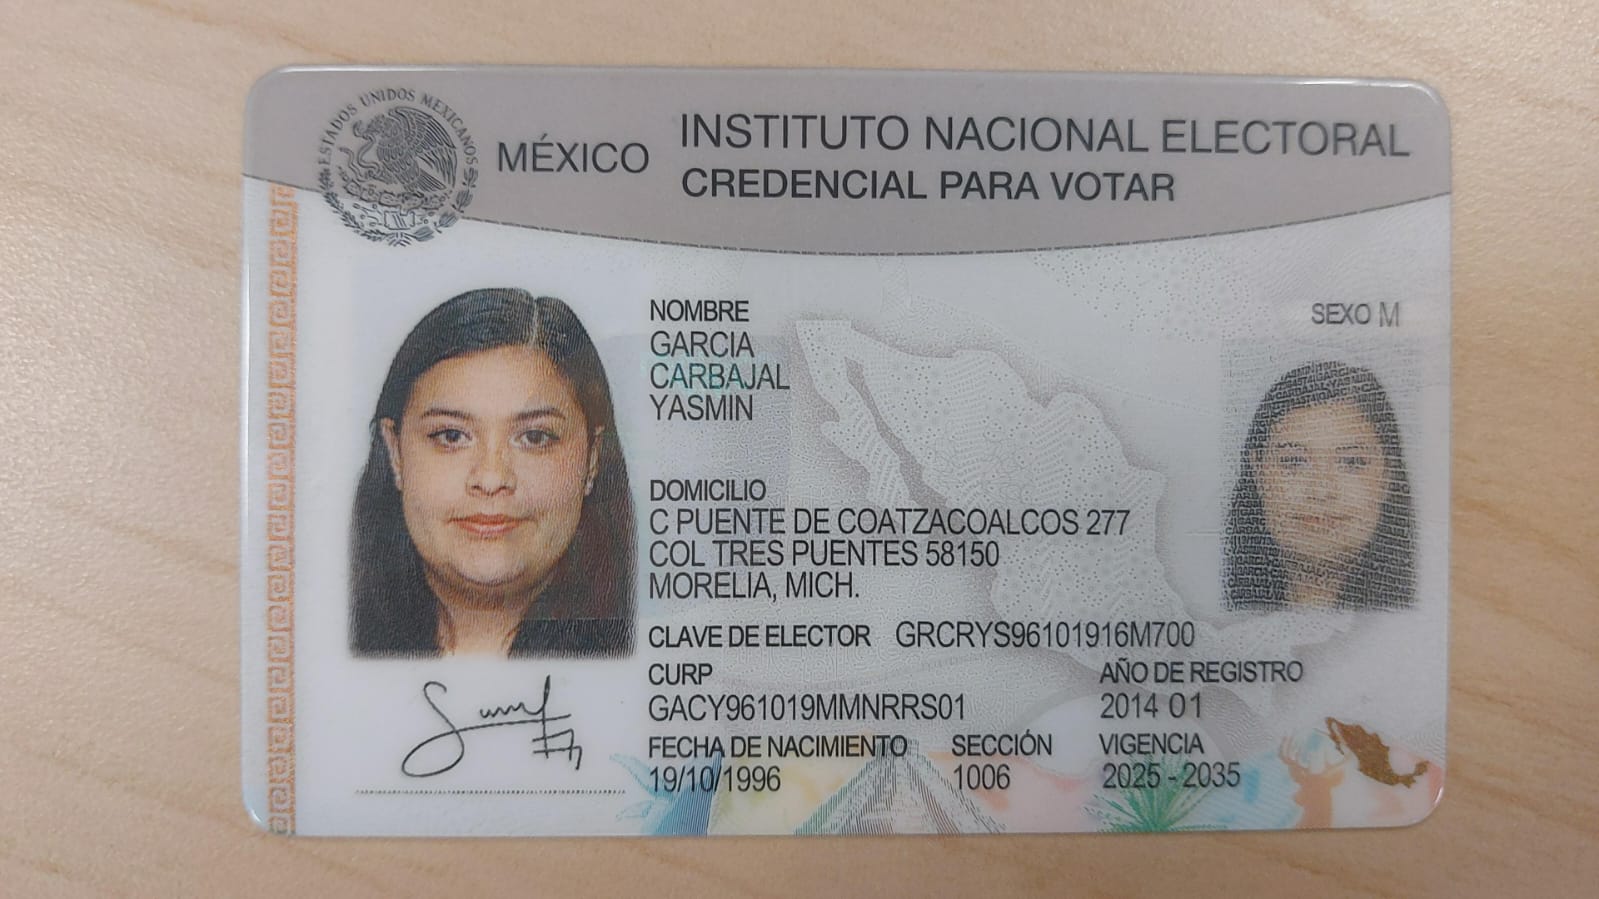 ESTADOS UNIDOS MEXICANOS
MÉXICO
INSTITUTO NACIONAL ELECTORAL
CREDENCIAL PARA VOTAR
NOMBRE
GARCIA
CARBAJAL
YASMIN
SEXO M
DOMICILIO
C PUENTE DE COATZACOALCOS 277
COL TRES PUENTES 58150
MORELIA, MICH.
CLAVE DE ELECTOR GRCRYS96101916M700
CURP
GACY961019MMNRRS01
AÑO DE REGISTRO
2014 01
FECHA DE NACIMIENTO
19/10/1996
SECCIÓN
1006
VIGENCIA
2025 - 2035